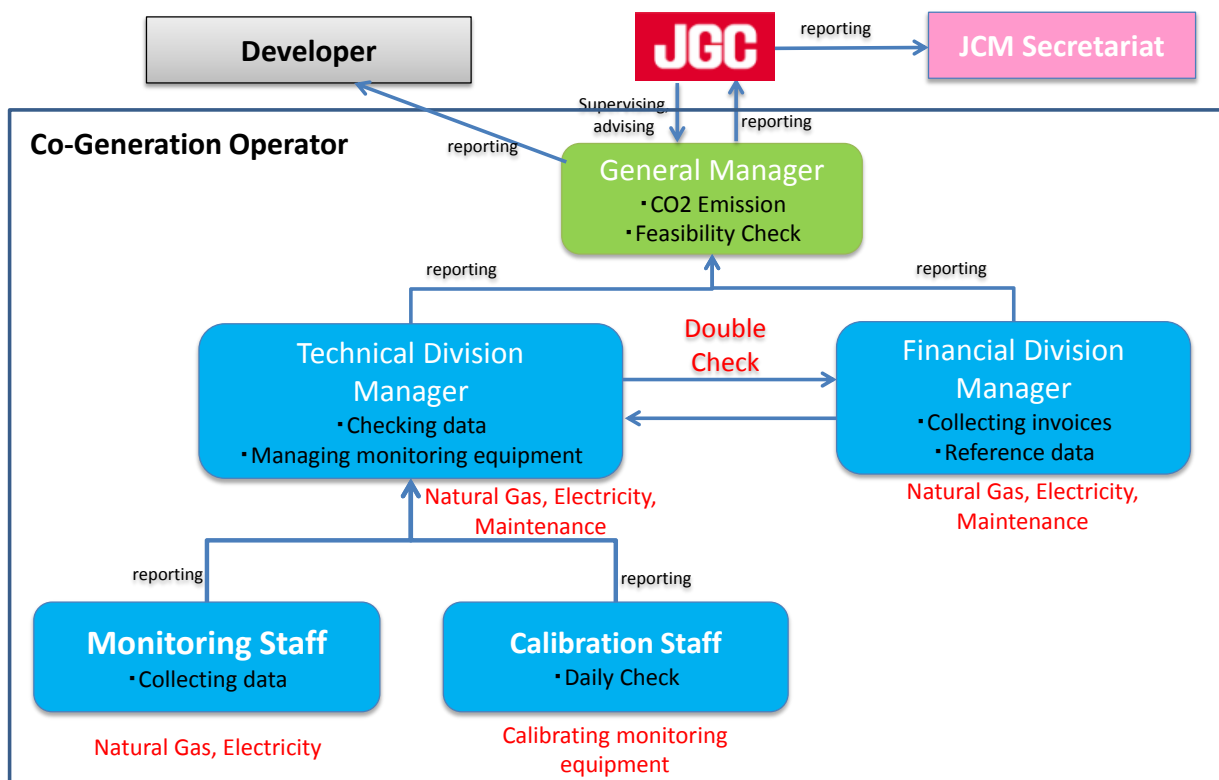 Developer
JGC
reporting
JCM Secretariat
Supervising,
advising
reporting
reporting
Co-Generation Operator
General Manager
・CO2 Emission
・Feasibility Check
reporting
reporting
Technical Division
Manager
・Checking data
・Managing monitoring equipment
Double
Check
Financial Division
Manager
・Collecting invoices
・Reference data
Natural Gas, Electricity,
Maintenance
Natural Gas, Electricity,
Maintenance
reporting
reporting
Monitoring Staff
・Collecting data
Calibration Staff
・Daily Check
Natural Gas, Electricity
Calibrating monitoring
equipment